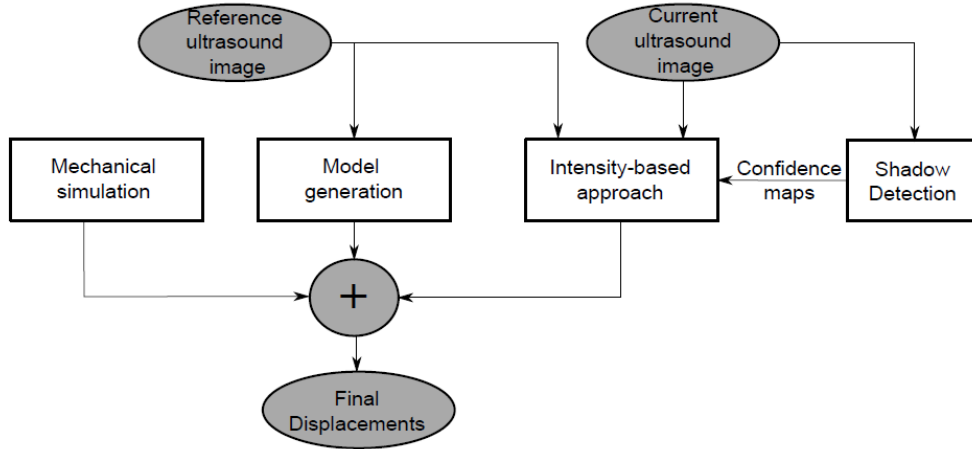 Reference
ultrasound
image
Current
ultrasound
image
Mechanical
simulation
Model
generation
Intensity-based
approach
Confidence
maps
Shadow
Detection
+
Final
Displacements